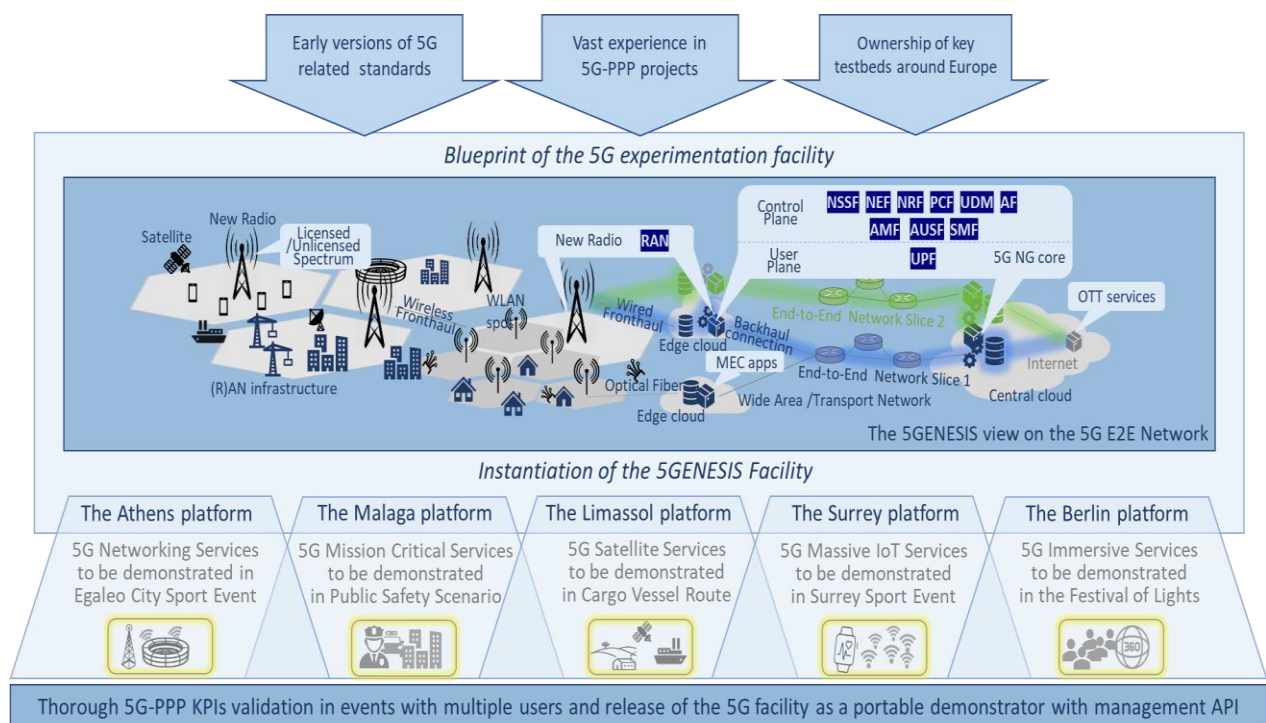 Early versions of 5G
related standards
Vast experience in
5G-PPP projects
Ownership of key
testbeds around Europe
Blueprint of the 5G experimentation facility
Satellite
New Radio
Licensed
/Unlicensed
Spectrum
Wireless
Fronthaul
WLAN
spot
(R)AN infrastructure
New Radio
RAN
Control
Plane
NSSF NEF NRF PCF UDM AF
AMF AUSF SMF
User
Plane
UPF
5G NG core
Wired
Fronthaul
Edge cloud
Backhaul
connection
End-to-End Network Slice 2
OTT services
Internet
MEC apps
End-to-End Network Slice 1
Optical Fiber
Edge cloud
Wide Area /Transport Network
Central cloud
The 5GENESIS view on the 5G E2E Network
Instantiation of the 5GENESIS Facility
The Athens platform
5G Networking Services
to be demonstrated in
Egaleo City Sport Event
The Malaga platform
5G Mission Critical Services
to be demonstrated
in Public Safety Scenario
The Limassol platform
5G Satellite Services
to be demonstrated
in Cargo Vessel Route
The Surrey platform
5G Massive IoT Services
to be demonstrated
in Surrey Sport Event
The Berlin platform
5G Immersive Services
to be demonstrated
in the Festival of Lights
360
Thorough 5G-PPP KPIs validation in events with multiple users and release of the 5G facility as a portable demonstrator with management API